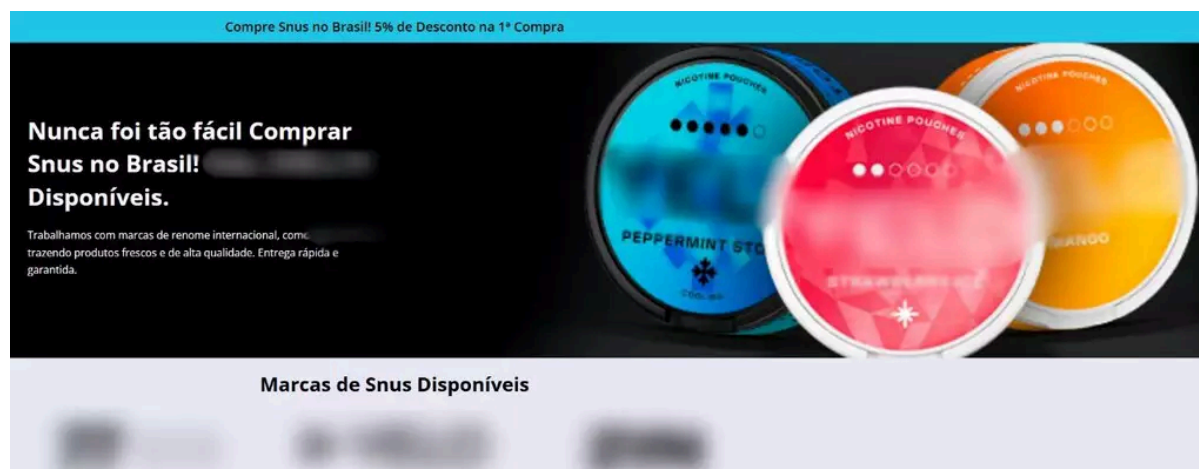 Compre Snus no Brasil! 5% de Desconto na 1ª Compra
Nunca foi tão fácil Comprar
Snus no Brasil!
Disponíveis.
Trabalhamos com marcas de renome internacional, como
trazendo produtos frescos e de alta qualidade. Entrega rápida e
garantida.
NICOTINE POUCHES
PEPPERMINT STO
NICOTINE POUCHES
NICOTINE POUCHES
MANGO
Marcas de Snus Disponíveis